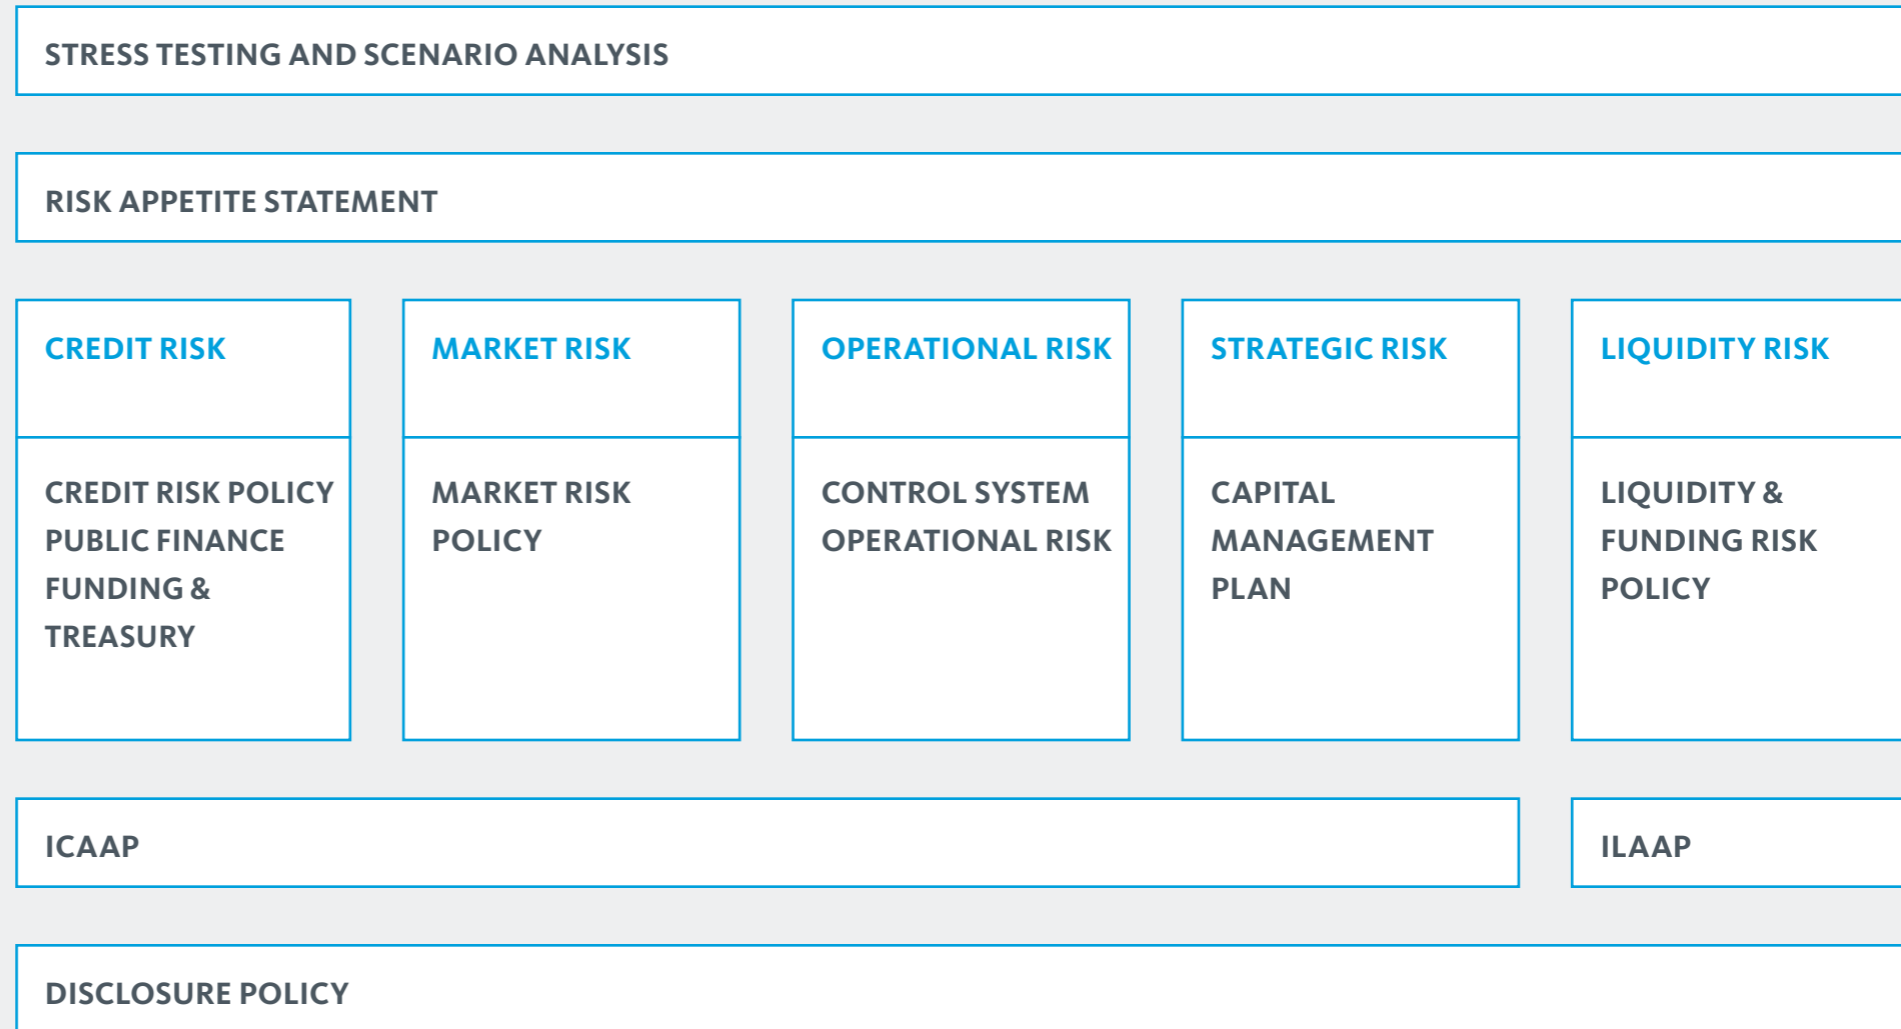 STRESS TESTING AND SCENARIO ANALYSIS
RISK APPETITE STATEMENT
CREDIT RISK
CREDIT RISK POLICY
PUBLIC FINANCE
FUNDING &
TREASURY
MARKET RISK
MARKET RISK
POLICY
OPERATIONAL RISK
CONTROL SYSTEM
OPERATIONAL RISK
STRATEGIC RISK
CAPITAL
MANAGEMENT
PLAN
LIQUIDITY RISK
LIQUIDITY &
FUNDING RISK
POLICY
ICAAP
ILAAP
DISCLOSURE POLICY